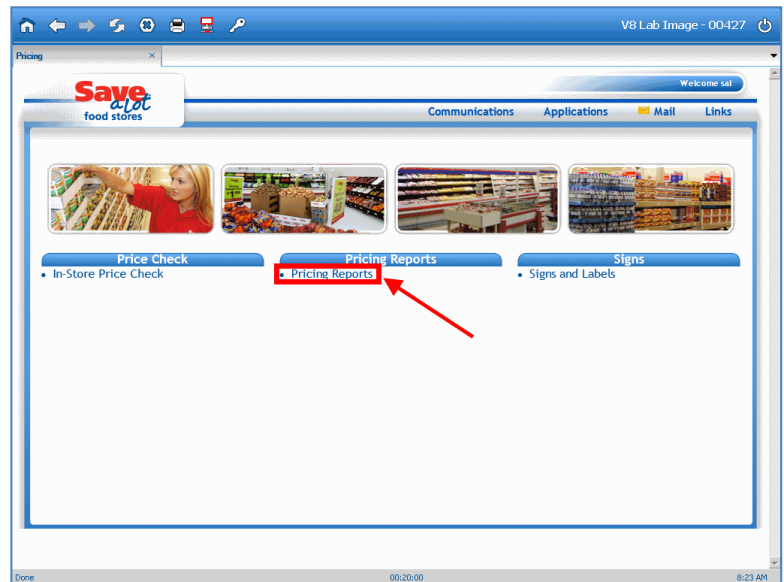 V8 Lab Image - 00427
Pricing ×
Save
a lot
food stores
Welcome sal
Communications Applications Mail Links
Price Check Pricing Reports Signs
• In-Store Price Check • Pricing Reports • Signs and Labels
Done 00:20:00 8:23 AM